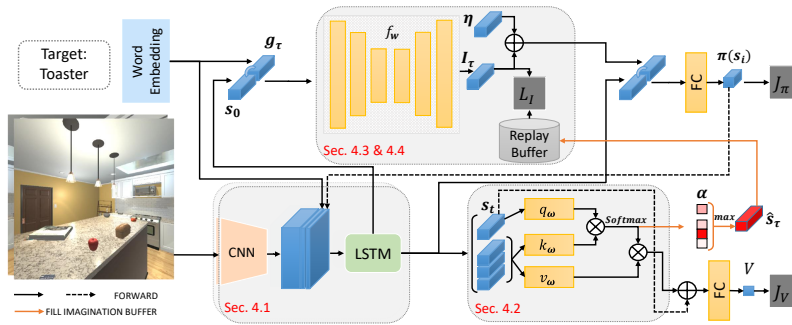 Target:
Toaster
Word
Embedding
g_τ
s_0
f_w
I_τ
η
L_I
Replay
Buffer
Sec. 4.3 & 4.4
FC
π(s_i)
J_π
CNN
LSTM
Sec. 4.1
s_t
q_ω
k_ω
v_ω
Softmax
Sec. 4.2
α
max
ŝ_τ
FC
V
J_V
FORWARD
FILL IMAGINATION BUFFER